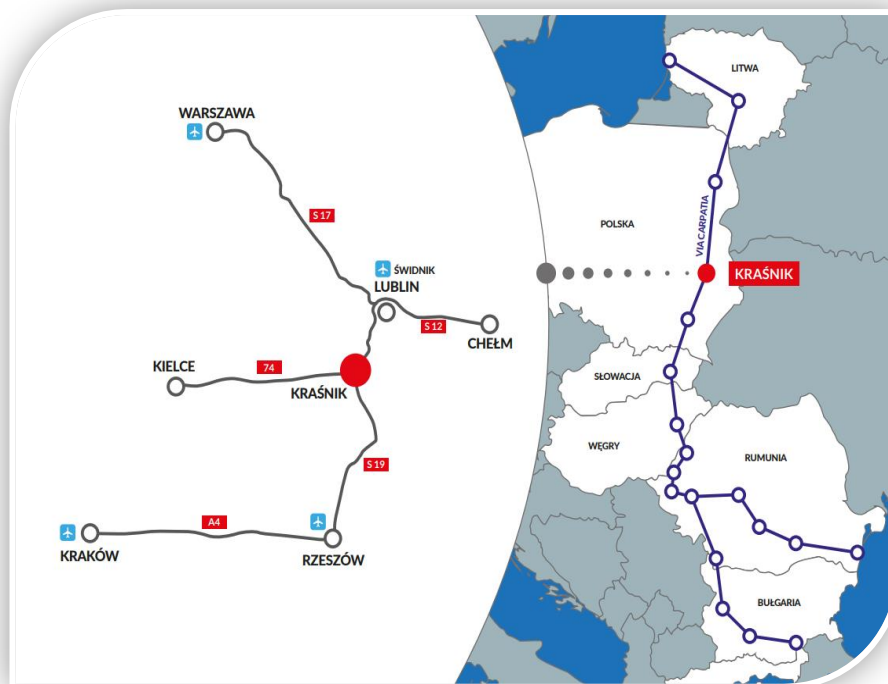 WARSZAWA
S 17
ŚWIDNIK
LUBLIN
S 12
CHEŁM
KIELCE
74
KRAŚNIK
S 19
A4
KRAKÓW
RZESZÓW
LITWA
POLSKA
VIA CARPATIA
KRAŚNIK
SŁOWACJA
WĘGRY
RUMUNIA
BUŁGARIA